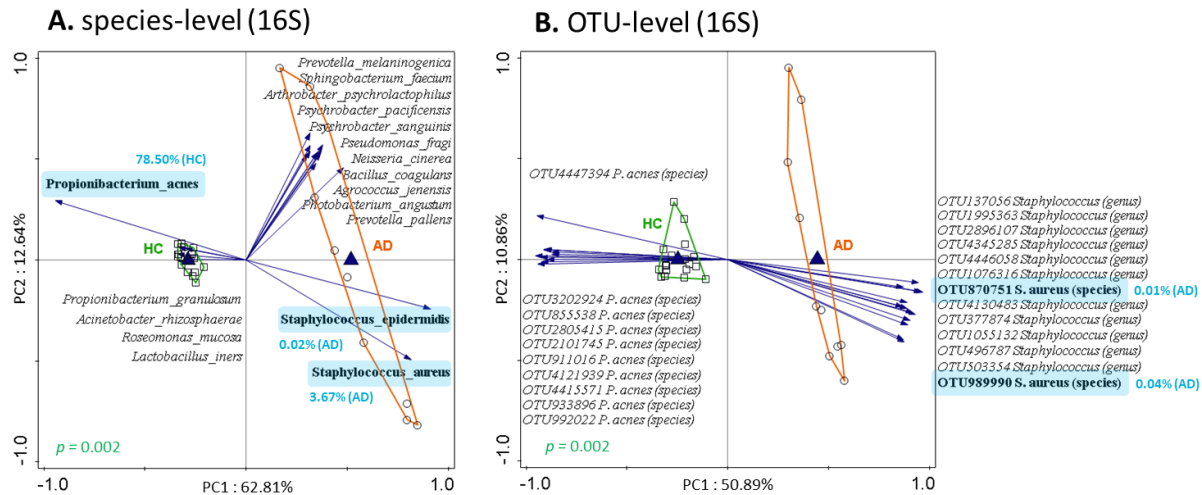 A. species-level (16S)
1.0
Prevotella_melaninogenica
Sphingobacterium_faecium
Arthrobacter_psychrolactophilus
Psychrobacter_pacificensis
Psychrobacter_sanguinis
Pseudomonas_fragi
Neisseria_cinerea
Bacillus_coagulans
Agrococcus_jenensis
Photobacterium_angustum
Prevotella_pallens
78.50% (HC)
Propionibacterium_acnes
HC
AD
PC2 : 12.64%
Propionibacterium_granulosum
Acinetobacter_rhizosphaerae
Roseomonas_mucosa
Lactobacillus_iners
Staphylococcus_epidermidis
0.02% (AD)
Staphylococcus_aureus
3.67% (AD)
p = 0.002
-1.0
-1.0
PC1 : 62.81%
1.0
B. OTU-level (16S)
1.0
OTU4447394 P. acnes (species)
HC
AD
PC2 : 10.86%
OTU3202924 P. acnes (species)
OTU855538 P. acnes (species)
OTU2805415 P. acnes (species)
OTU2101745 P. acnes (species)
OTU911016 P. acnes (species)
OTU4121939 P. acnes (species)
OTU4415571 P. acnes (species)
OTU933896 P. acnes (species)
OTU992022 P. acnes (species)
p = 0.002
-1.0
-1.0
PC1 : 50.89%
1.0
OTU137056 Staphylococcus (genus)
OTU1995363 Staphylococcus (genus)
OTU2896107 Staphylococcus (genus)
OTU4345285 Staphylococcus (genus)
OTU4446058 Staphylococcus (genus)
OTU1076316 Staphylococcus (genus)
OTU870751 S. aureus (species) 0.01% (AD)
OTU4130483 Staphylococcus (genus)
OTU377874 Staphylococcus (genus)
OTU1055132 Staphylococcus (genus)
OTU496787 Staphylococcus (genus)
OTU503354 Staphylococcus (genus)
OTU989990 S. aureus (species) 0.04% (AD)